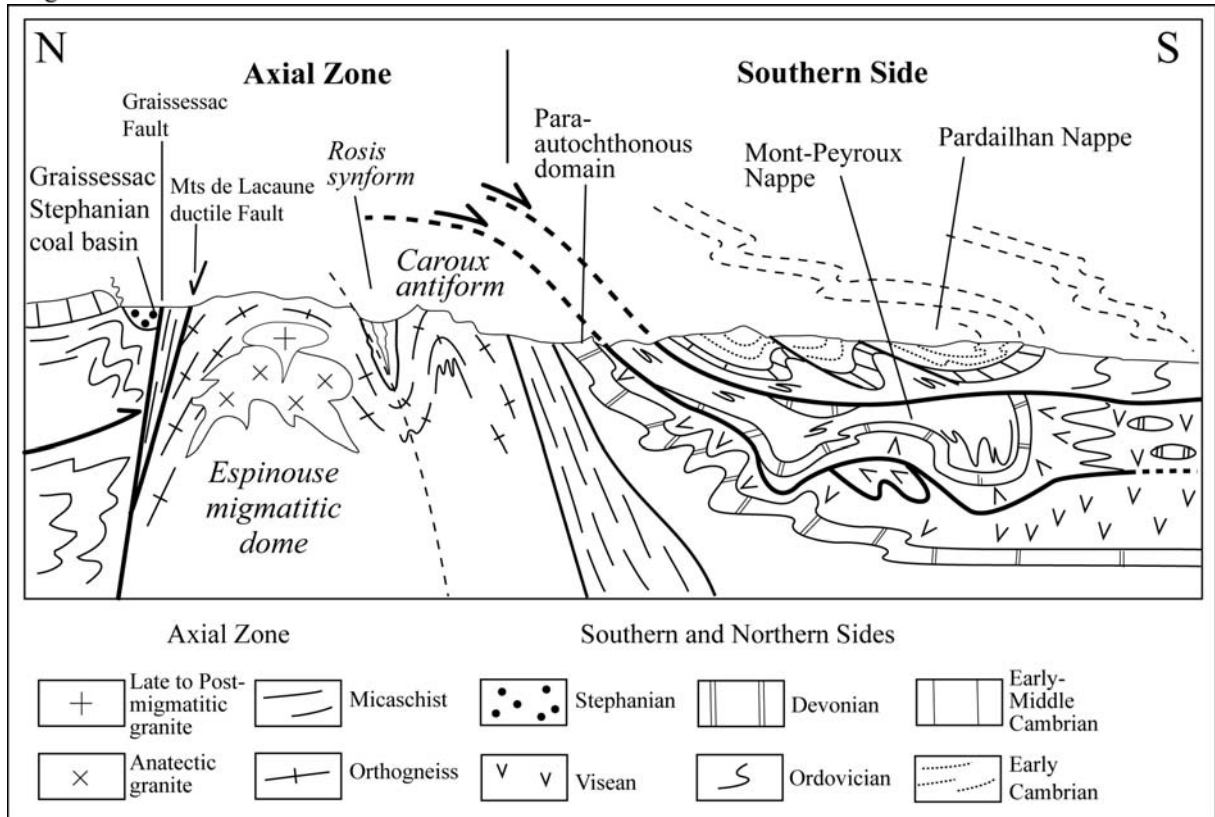 N
S
Axial Zone
Southern Side
Graissessac
Fault
Graissessac
Stephanian
coal basin
Mts de Lacaune
ductile Fault
Rosis
synform
Caroux
antiform
Para-
autochthonous
domain
Mont-Peyroux
Nappe
Pardailhan Nappe
Espinouse
migmatitic
dome
Axial Zone
Southern and Northern Sides
Late to Post-
migmatitic
granite
Micaschist
Stephanian
Devonian
Early-
Middle
Cambrian
Anatectic
granite
Orthogneiss
Visean
Ordovician
Early
Cambrian